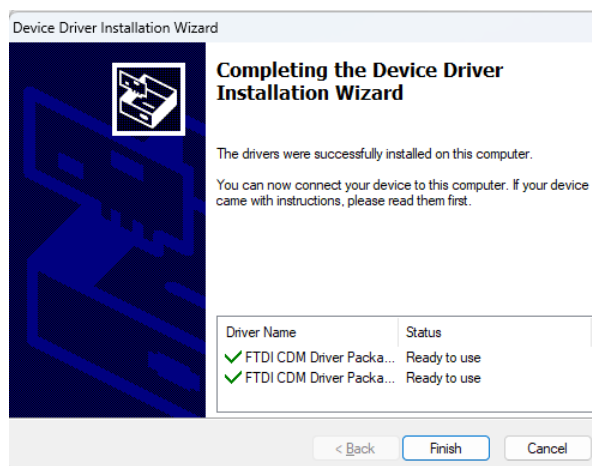 Device Driver Installation Wizard
Completing the Device Driver
Installation Wizard
The drivers were successfully installed on this computer.
You can now connect your device to this computer. If your device
came with instructions, please read them first.
Driver Name Status
FTDI CDM Driver Packa... Ready to use
FTDI CDM Driver Packa... Ready to use
< Back Finish Cancel